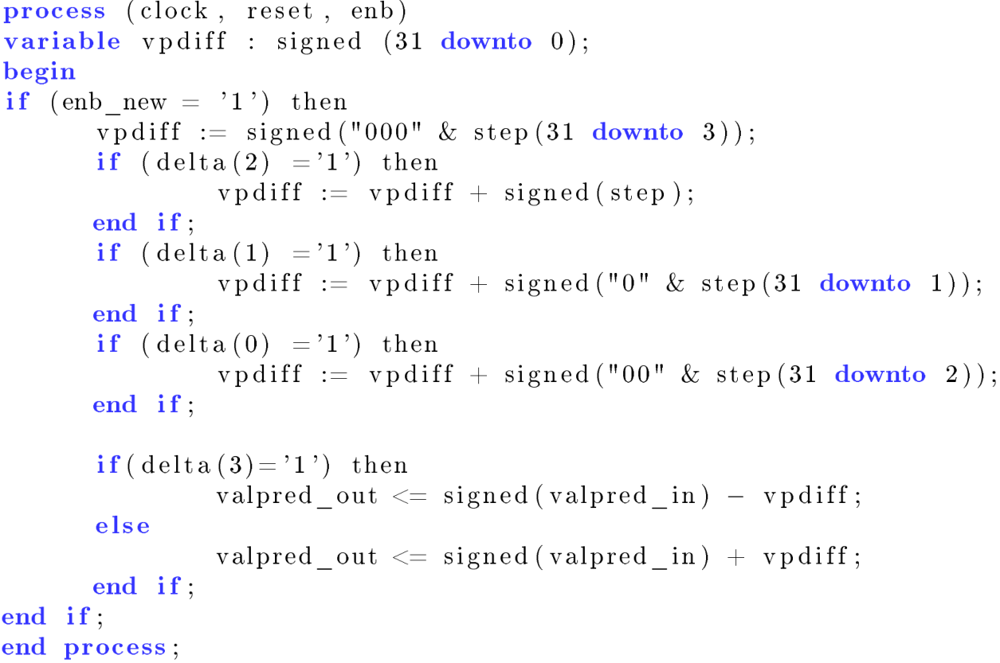 process (clock, reset, enb)
variable vpdiff : signed (31 downto 0);
begin
if (enb_new = '1') then
vpdiff := signed("000" & step(31 downto 3));
if (delta(2) ='1') then
vpdiff := vpdiff + signed(step);
end if;
if (delta(1) ='1') then
vpdiff := vpdiff + signed("0" & step(31 downto 1));
end if;
if (delta(0) ='1') then
vpdiff := vpdiff + signed("00" & step(31 downto 2));
end if;
if(delta(3)='1') then
valpred_out <= signed(valpred_in) - vpdiff;
else
valpred_out <= signed(valpred_in) + vpdiff;
end if;
end if;
end process;